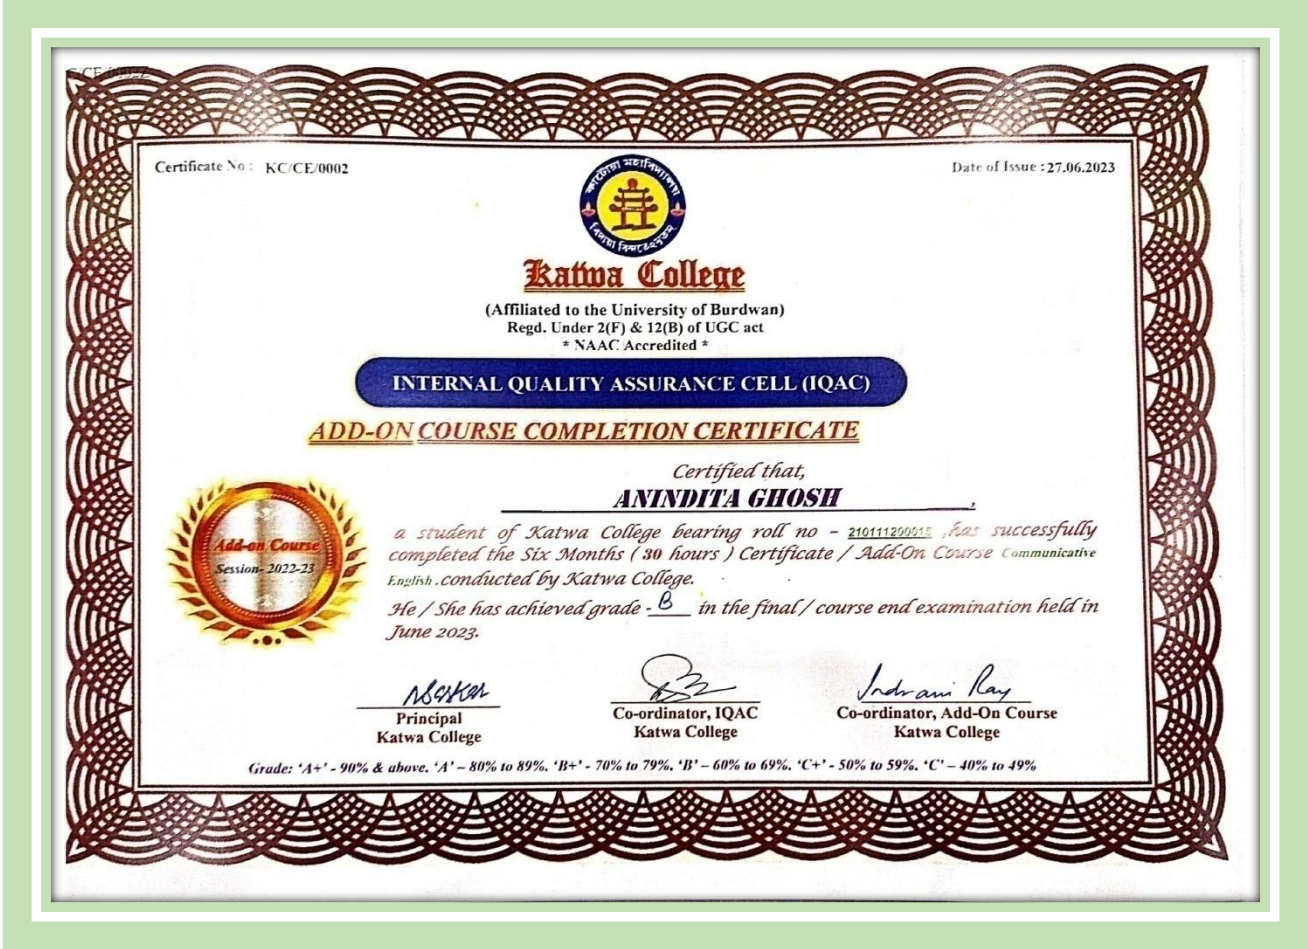 Certificate No : KC/CE/0002
Date of Issue :27.06.2023
কাটোয়া মহাবিদ্যালয়
Katwa College
(Affiliated to the University of Burdwan)
Regd. Under 2(F) & 12(B) of UGC act
* NAAC Accredited *
INTERNAL QUALITY ASSURANCE CELL (IQAC)
ADD-ON COURSE COMPLETION CERTIFICATE
Certified that,
ANINDITA GHOSH ,
Add-on Course
Session- 2022-23
a student of Katwa College bearing roll no - 210111200015 ,has successfully
completed the Six Months ( 30 hours ) Certificate / Add-On Course Communicative
English .conducted by Katwa College.
He / She has achieved grade - B in the final / course end examination held in
June 2023.
Indrani Ray
Principal
Katwa College
Co-ordinator, IQAC
Katwa College
Co-ordinator, Add-On Course
Katwa College
Grade: 'A+' - 90% & above. 'A' – 80% to 89%. 'B+' - 70% to 79%. 'B' – 60% to 69%. 'C+' - 50% to 59%. 'C' – 40% to 49%